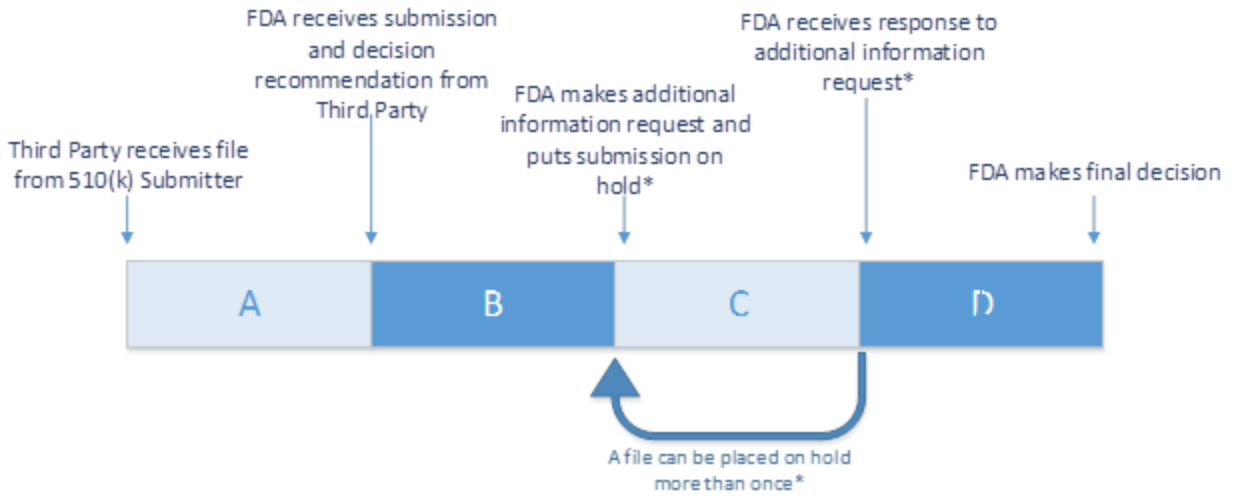 Third Party receives file
from 510(k) Submitter
FDA receives submission
and decision
recommendation from
Third Party
FDA makes additional
information request and
puts submission on
hold*
FDA receives response to
additional information
request*
FDA makes final decision
A
B
C
D
A file can be placed on hold
more than once*